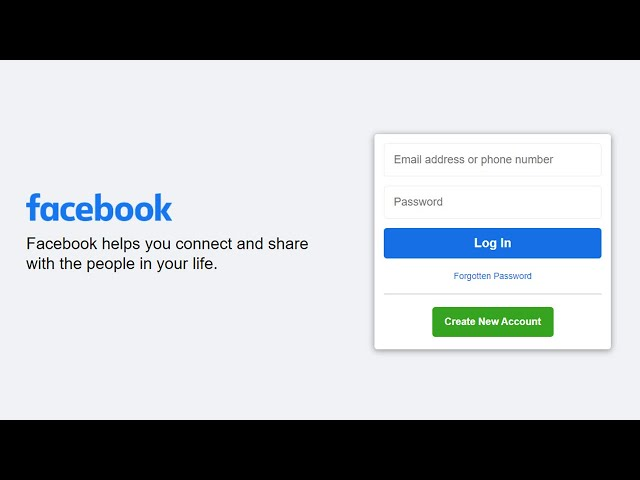 facebook
Facebook helps you connect and share
with the people in your life.
Email address or phone number
Password
Log In
Forgotten Password
Create New Account